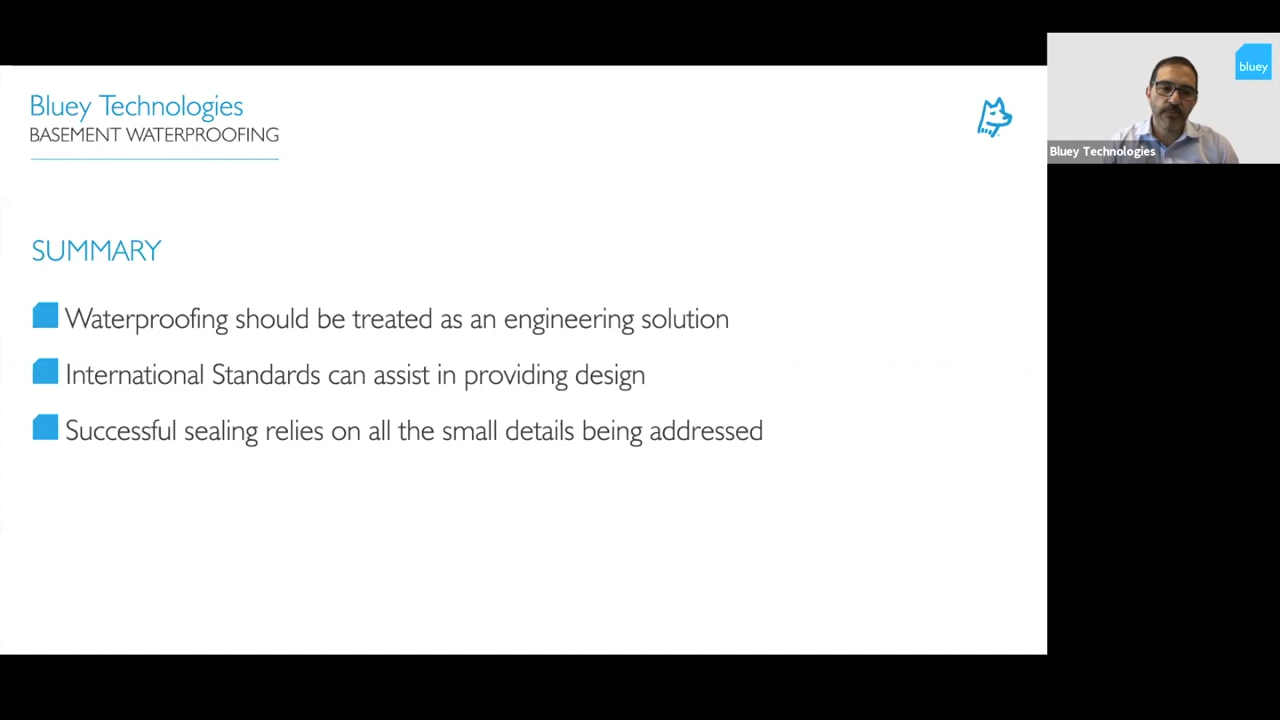 Bluey Technologies
BASEMENT WATERPROOFING
SUMMARY
Waterproofing should be treated as an engineering solution
International Standards can assist in providing design
Successful sealing relies on all the small details being addressed
bluey
Bluey Technologies